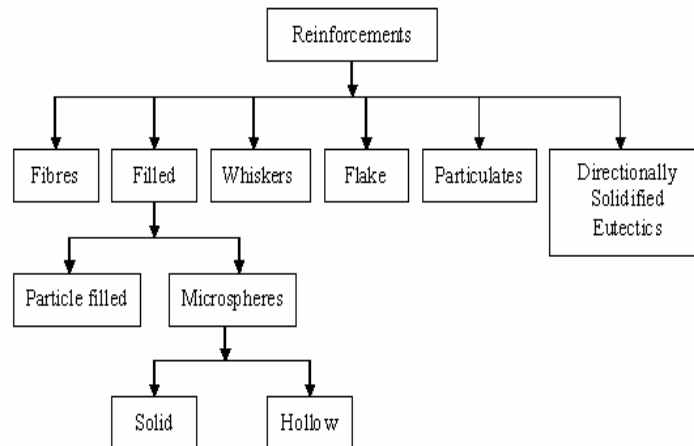 Reinforcements
Fibres
Filled
Whiskers
Flake
Particulates
Directionally
Solidified
Eutectics
Particle filled
Microspheres
Solid
Hollow